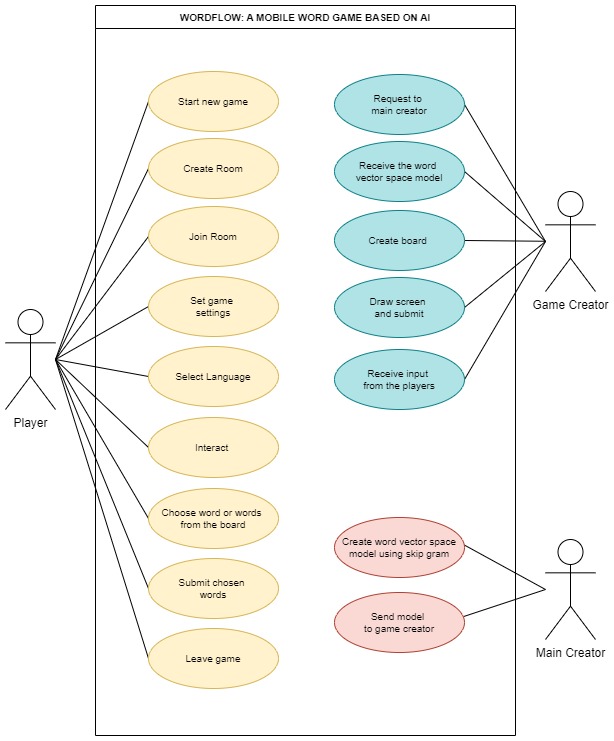 WORDFLOW: A MOBILE WORD GAME BASED ON AI
Start new game
Create Room
Join Room
Set game
settings
Select Language
Interact
Choose word or words
from the board
Submit chosen
words
Leave game
Player
Request to
main creator
Receive the word
vector space model
Create board
Draw screen
and submit
Receive input
from the players
Game Creator
Create word vector space
model using skip gram
Send model
to game creator
Main Creator